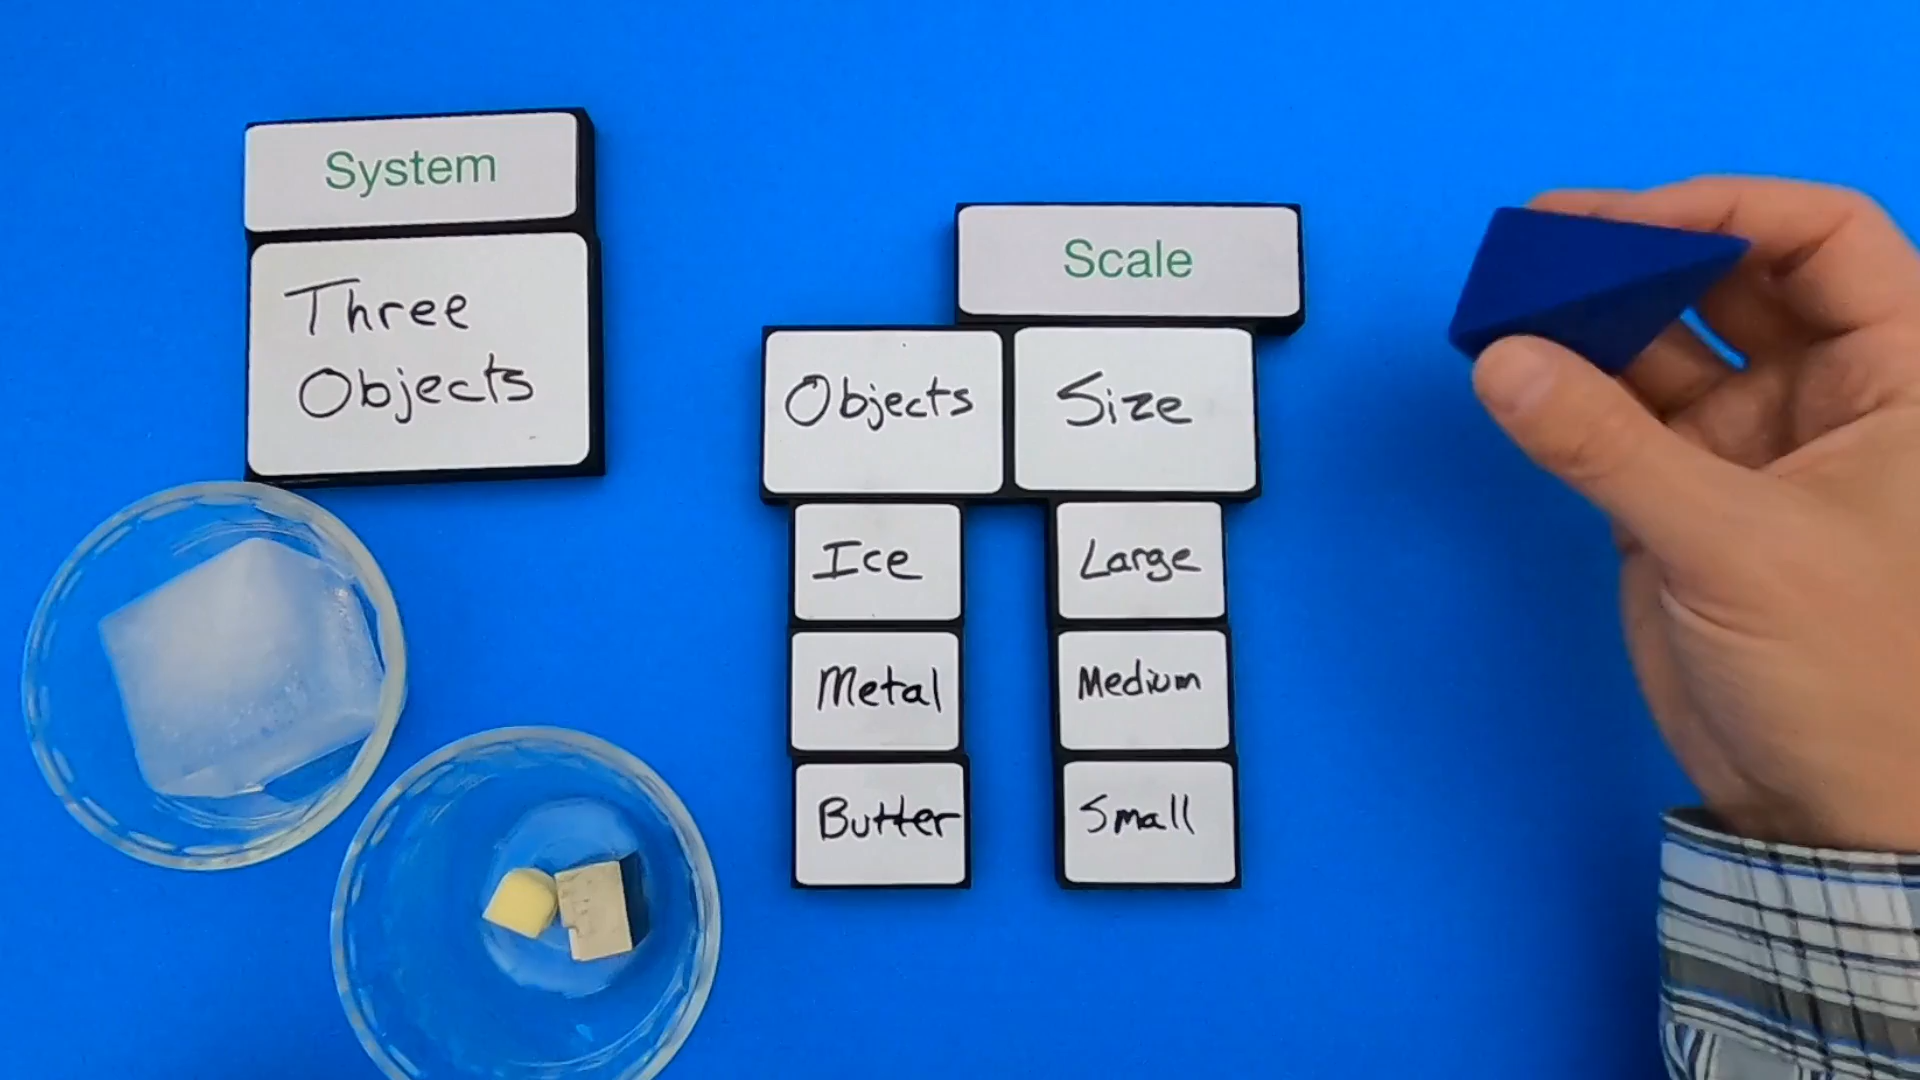 System
Three
Objects
Scale
Objects Size
Ice Large
Metal Medium
Butter Small